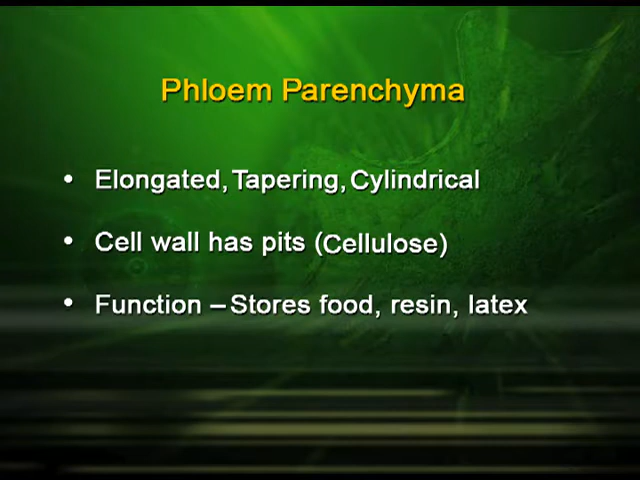 Phloem Parenchyma
• Elongated, Tapering, Cylindrical
• Cell wall has pits (Cellulose)
• Function – Stores food, resin, latex